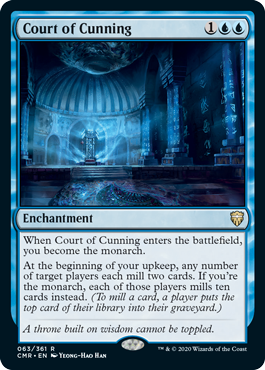 Court of Cunning 1
Enchantment
When Court of Cunning enters the battlefield,
you become the monarch.
At the beginning of your upkeep, any number
of target players each mill two cards. If you're
the monarch, each of those players mills ten
cards instead. (To mill a card, a player puts the
top card of their library into their graveyard.)
A throne built on wisdom cannot be toppled.
063/361 R
CMR • EN Yeong-Hao Han
™ & © 2020 Wizards of the Coast